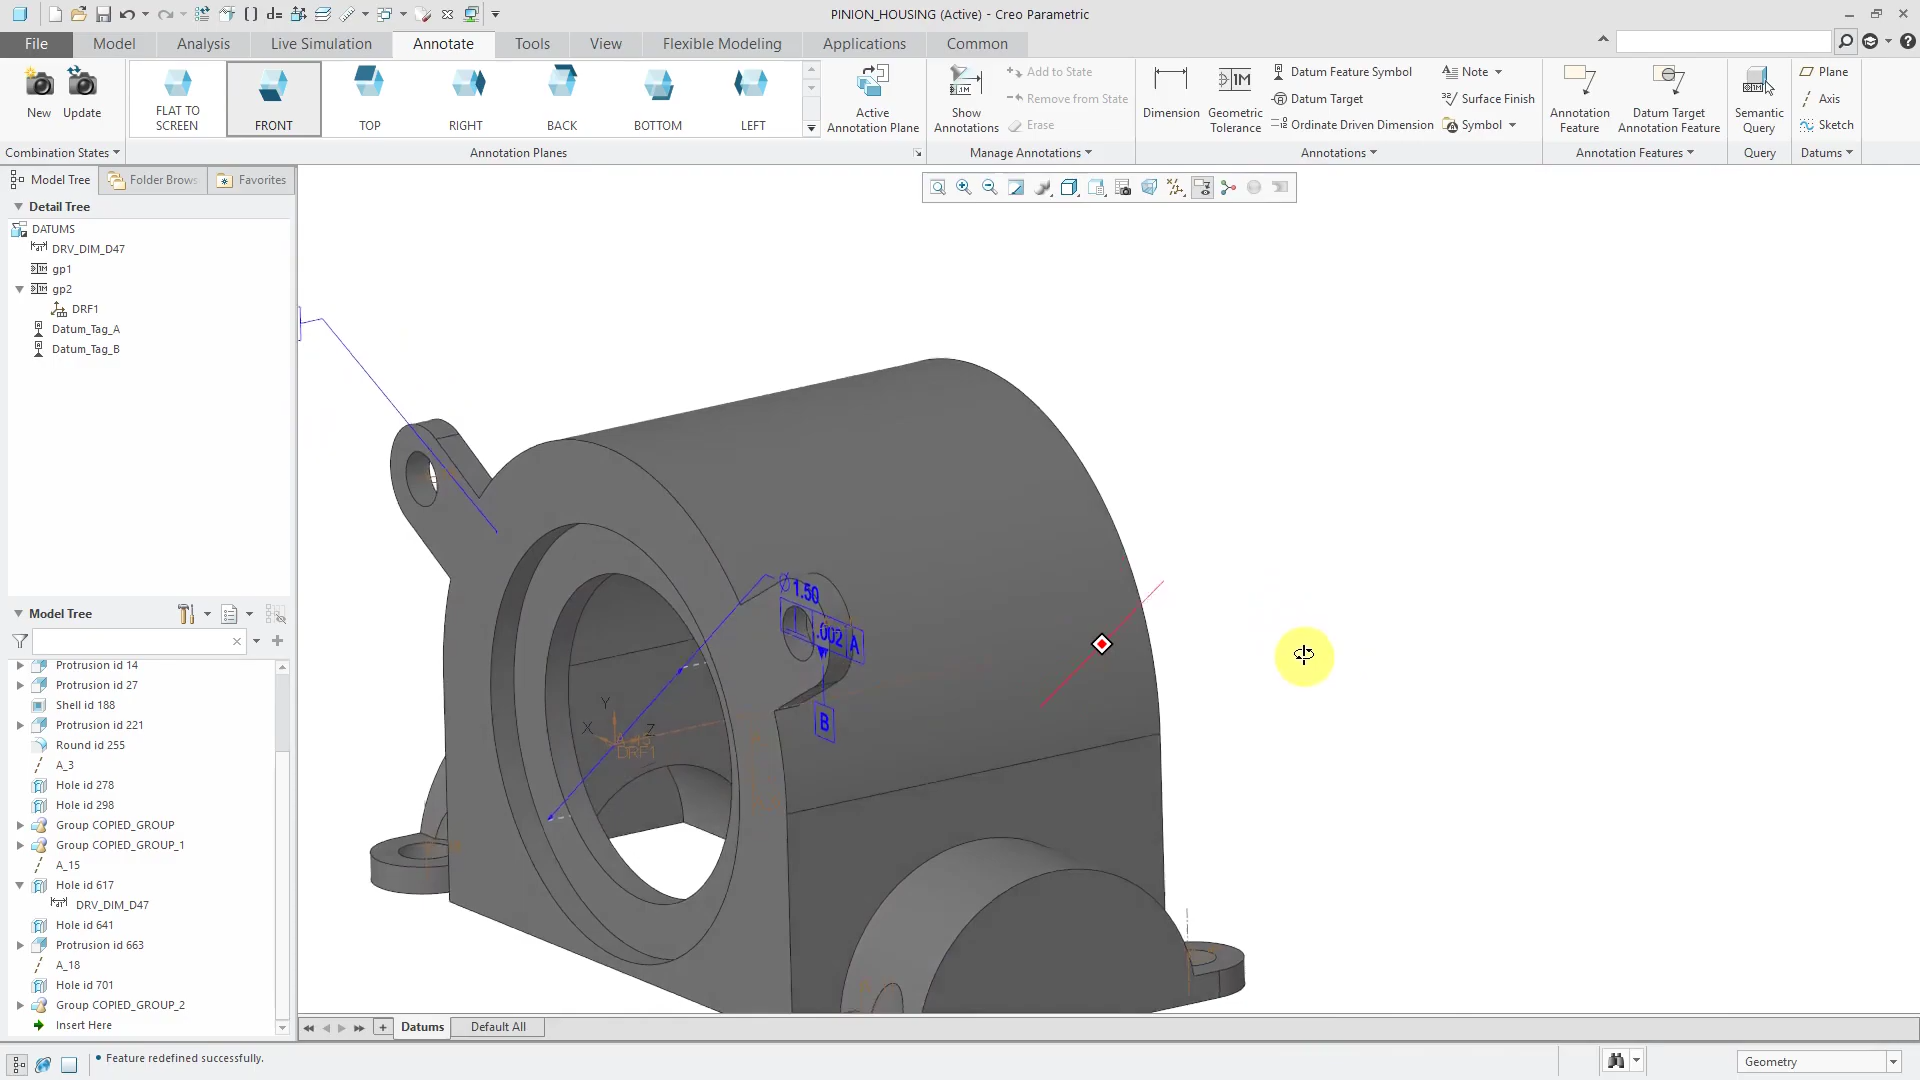 PINION_HOUSING (Active) - Creo Parametric
File
Model
Analysis
Live Simulation
Annotate
Tools
View
Flexible Modeling
Applications
Common
New
Update
FLAT TO SCREEN
FRONT
TOP
RIGHT
BACK
BOTTOM
LEFT
Active Annotation Plane
Show Annotations
Add to State
Remove from State
Erase
Dimension
Geometric Tolerance
Datum Feature Symbol
Datum Target
Ordinate Driven Dimension
Note
Surface Finish
Symbol
Annotation Feature
Datum Target Annotation Feature
Semantic Query
Plane
Axis
Sketch
Combination States
Annotation Planes
Manage Annotations
Annotations
Annotation Features
Query
Datums
Model Tree
Folder Brows
Favorites
Detail Tree
DATUMS
DRV_DIM_D47
gp1
gp2
DRF1
Datum_Tag_A
Datum_Tag_B
Model Tree
Protrusion id 14
Protrusion id 27
Shell id 188
Protrusion id 221
Round id 255
A_3
Hole id 278
Hole id 298
Group COPIED_GROUP
Group COPIED_GROUP_1
A_15
Hole id 617
DRV_DIM_D47
Hole id 641
Protrusion id 663
A_18
Hole id 701
Group COPIED_GROUP_2
Insert Here
∅1.50
.002 A
B
Y
X
Z
DRF1
Datums
Default All
Feature redefined successfully.
Geometry